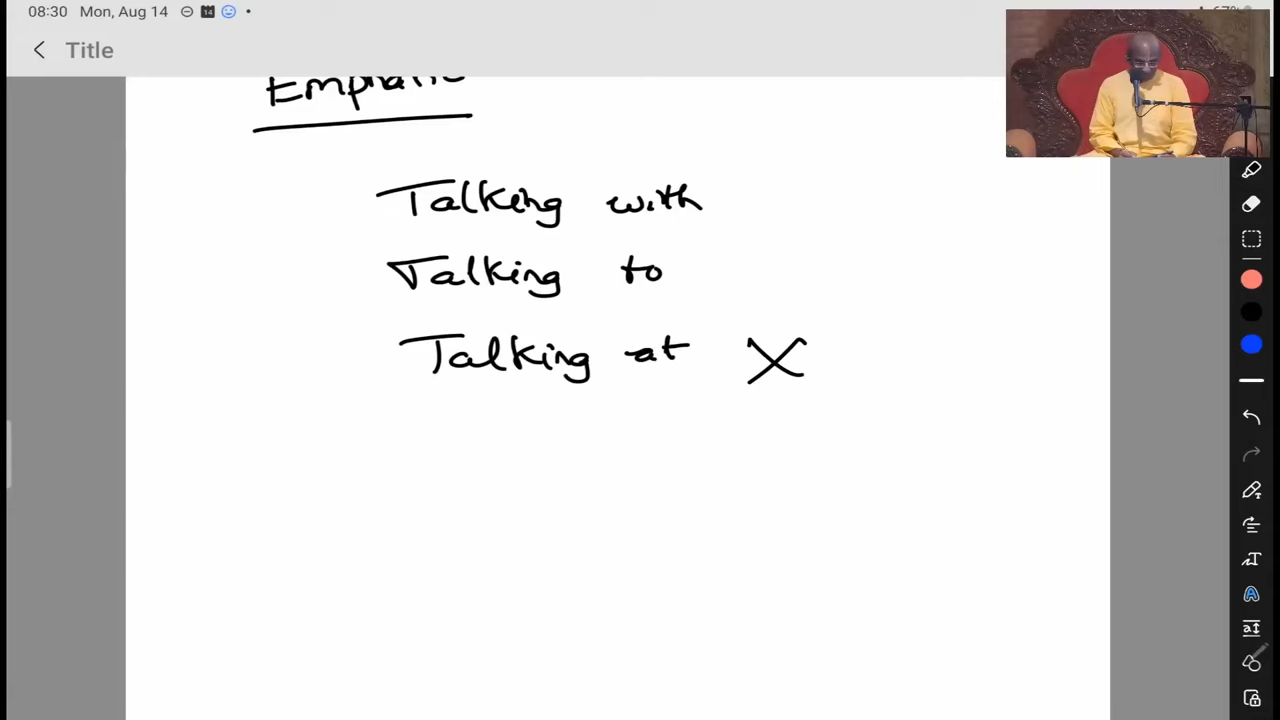 08:30 Mon, Aug 14
Title
Talking with
Talking to
Talking at X